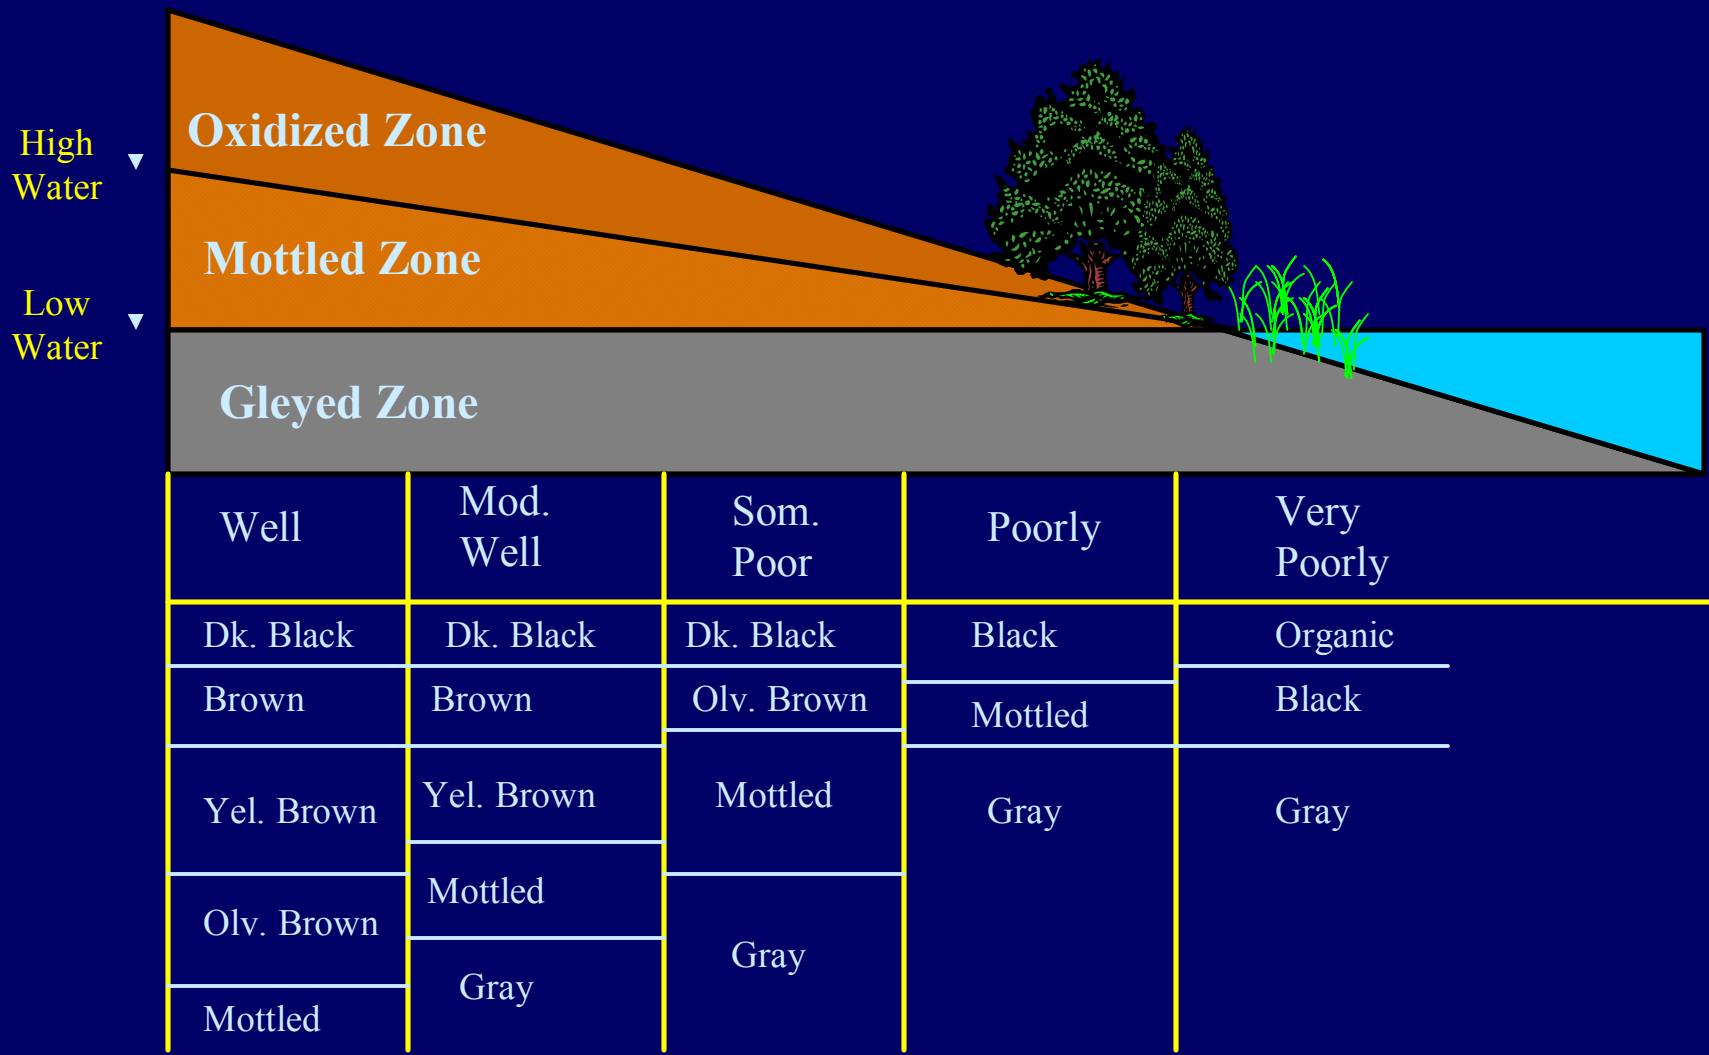 High
Water
Low
Water
Oxidized Zone
Mottled Zone
Gleyed Zone
Well
Mod.
Well
Som.
Poor
Poorly
Very
Poorly
Dk. Black
Brown
Yel. Brown
Olv. Brown
Mottled
Dk. Black
Brown
Yel. Brown
Mottled
Gray
Dk. Black
Olv. Brown
Mottled
Gray
Black
Mottled
Gray
Organic
Black
Gray